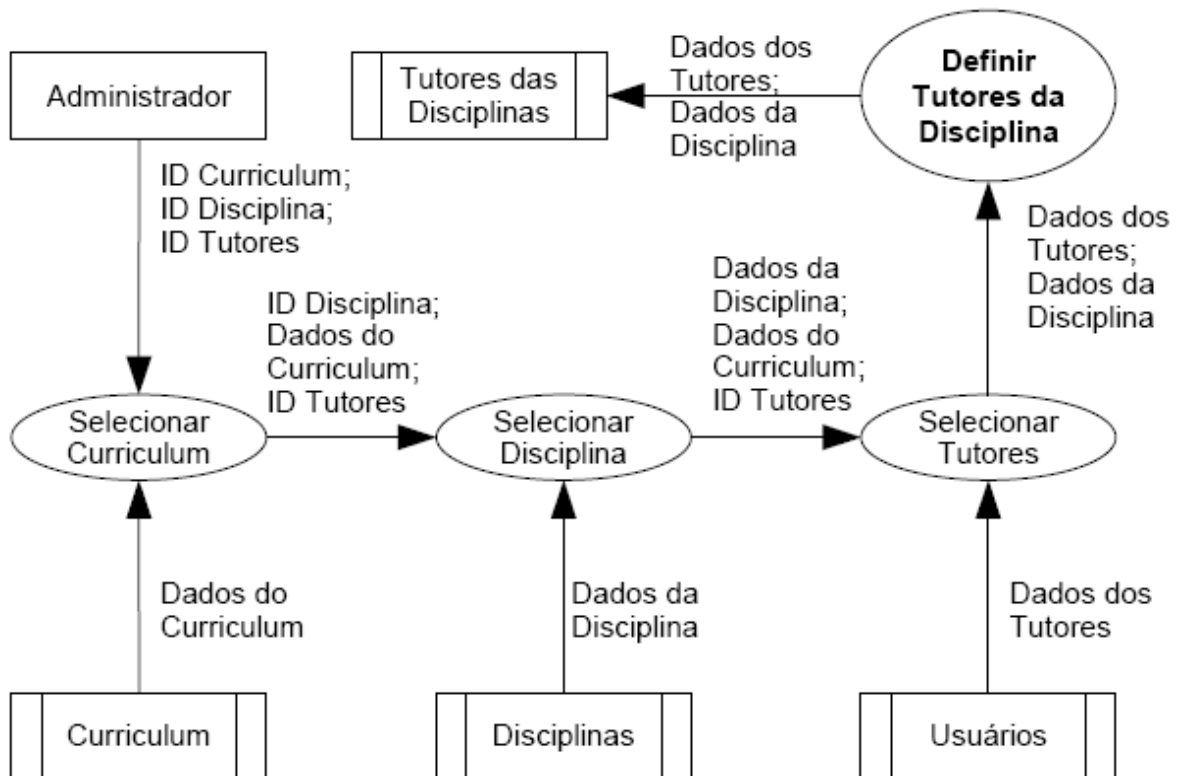 Administrador
Tutores das
Disciplinas
Dados dos
Tutores;
Dados da
Disciplina
Definir
Tutores da
Disciplina
ID Curriculum;
ID Disciplina;
ID Tutores
Dados dos
Tutores;
Dados da
Disciplina
ID Disciplina;
Dados do
Curriculum;
ID Tutores
Dados da
Disciplina;
Dados do
Curriculum;
ID Tutores
Selecionar
Curriculum
Selecionar
Disciplina
Selecionar
Tutores
Dados do
Curriculum
Dados da
Disciplina
Dados dos
Tutores
Curriculum
Disciplinas
Usuários